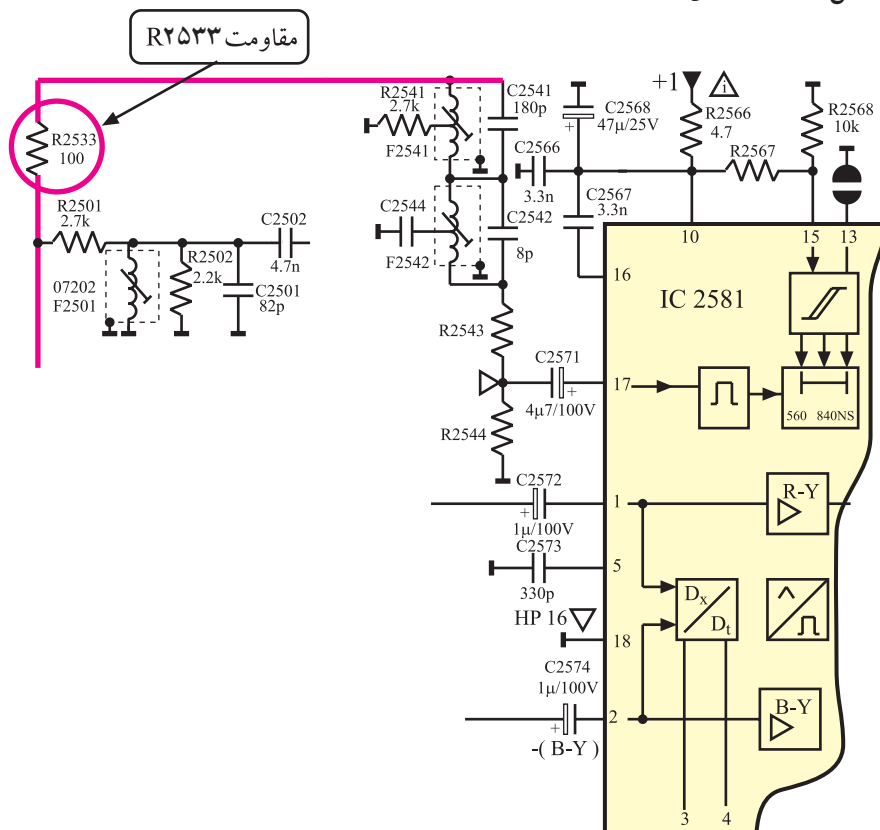 مقاومت R۲۵۳۳
R2533
100
R2501
2.7k
C2502
4.7n
R2502
2.2k
C2501
82p
07202
F2501
R2541
2.7k
F2541
C2541
180p
C2544
F2542
C2542
8p
C2566
3.3n
C2568
47µ/25V
+
C2567
3.3n
+1
i
R2566
4.7
R2567
R2568
10k
10
15
13
16
IC 2581
R2543
C2571
+
4µ7/100V
17
560
840NS
R2544
C2572
+
1µ/100V
1
R-Y
C2573
330p
5
Dx
Dt
HP 16
18
C2574
1µ/100V
+
2
-( B-Y )
B-Y
3
4